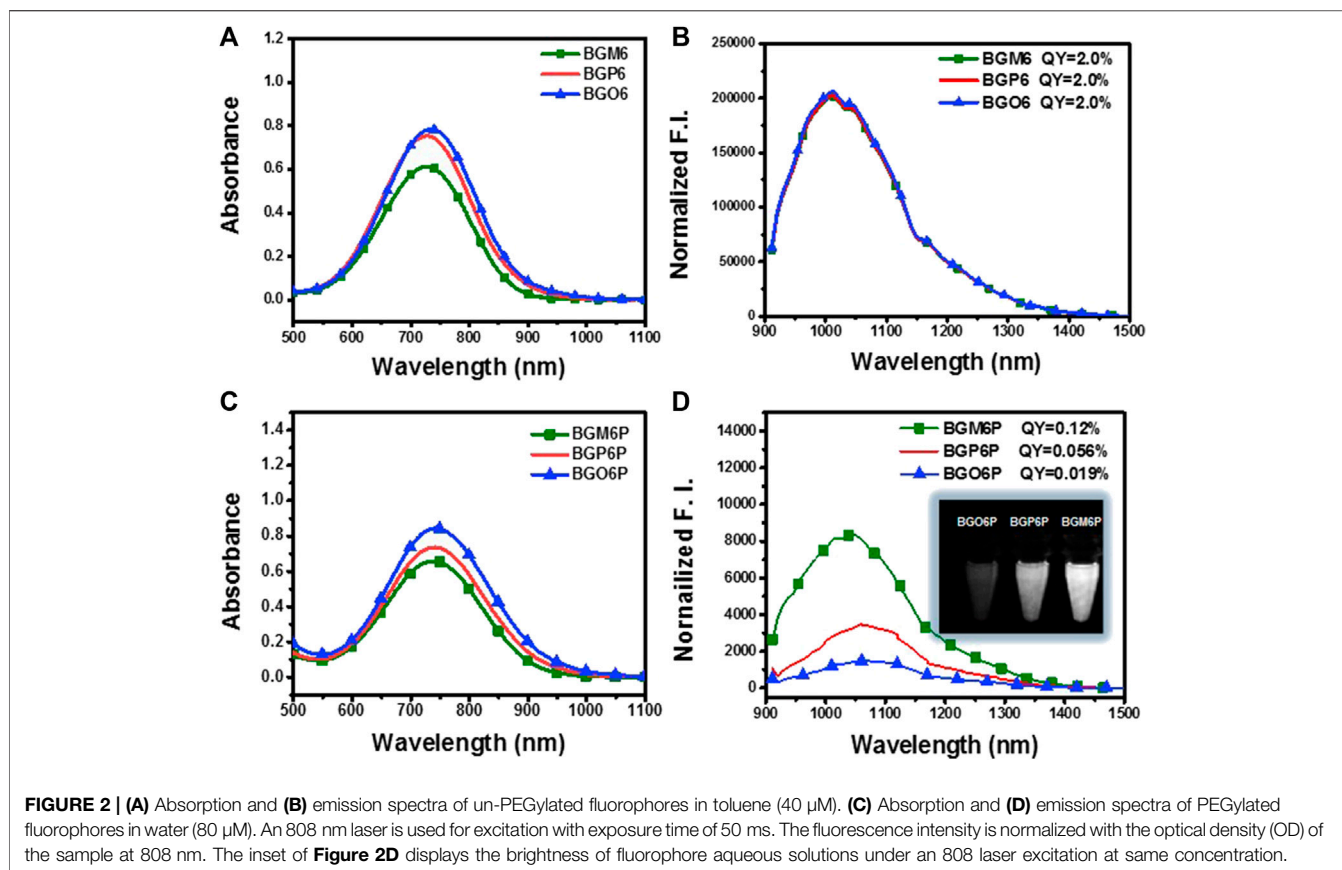 A
1.2
1.0
0.8
0.6
0.4
0.2
0.0
Absorbance
BGM6
BGP6
BGO6
500 600 700 800 900 1000 1100
Wavelength (nm)
B
250000
200000
150000
100000
50000
0
Normalized F.I.
BGM6 QY=2.0%
BGP6 QY=2.0%
BGO6 QY=2.0%
900 1000 1100 1200 1300 1400 1500
Wavelength (nm)
C
1.4
1.2
1.0
0.8
0.6
0.4
0.2
0.0
Absorbance
BGM6P
BGP6P
BGO6P
500 600 700 800 900 1000 1100
Wavelength (nm)
D
14000
12000
10000
8000
6000
4000
2000
0
Nornailized F. I.
BGM6P QY=0.12%
BGP6P QY=0.056%
BGO6P QY=0.019%
BGO6P BGP6P BGM6P
900 1000 1100 1200 1300 1400 1500
Wavelength (nm)
FIGURE 2 | (A) Absorption and (B) emission spectra of un-PEGylated fluorophores in toluene (40 µM). (C) Absorption and (D) emission spectra of PEGylated
fluorophores in water (80 µM). An 808 nm laser is used for excitation with exposure time of 50 ms. The fluorescence intensity is normalized with the optical density (OD) of
the sample at 808 nm. The inset of Figure 2D displays the brightness of fluorophore aqueous solutions under an 808 laser excitation at same concentration.